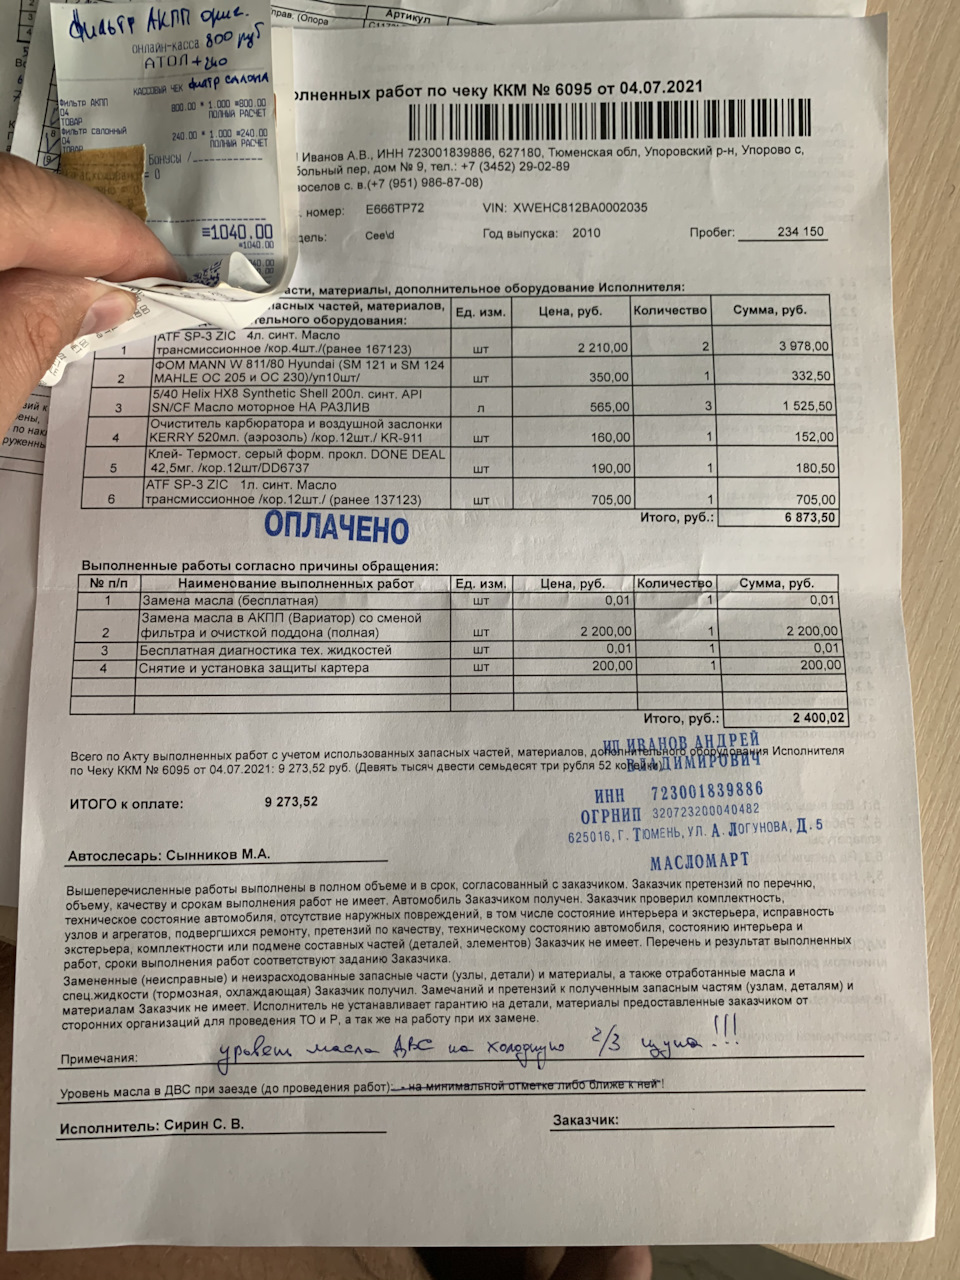 Фильтр АКПП ориг.
онлайн-касса 800 руб
АТОЛ +240
КАССОВЫЙ ЧЕК фильтр салона
Фильтр АКПП 800.00 * 1.000 =800.00
04 ПОЛНЫЙ РАСЧЕТ
ТОВАР
Фильтр салонный 240.00 * 1.000 =240.00
04 ПОЛНЫЙ РАСЧЕТ
ТОВАР
Бонусы /
= 0
=1040.00
=1040.00
рав. (Опора
Артикул
олненных работ по чеку ККМ № 6095 от 04.07.2021
Иванов А.В., ИНН 723001839886, 627180, Тюменская обл, Упоровский р-н, Упорово с,
больный пер, дом № 9, тел.: +7 (3452) 29-02-89
воселов с. в.(+7 (951) 986-87-08)
. номер: E666TP72 VIN: XWEHC812BA0002035
дель: Cee\d Год выпуска: 2010 Пробег: 234 150
асти, материалы, дополнительное оборудование Исполнителя:
асных частей, материалов, тельного оборудования: Ед. изм. Цена, руб. Количество Сумма, руб.
ATF SP-3 ZIC 4л. синт. Масло
1 трансмиссионное /кор.4шт./(ранее 167123) шт 2 210,00 2 3 978,00
ФОМ MANN W 811/80 Hyundai (SM 121 и SM 124
2 MAHLE OC 205 и OC 230)/уп10шт/ шт 350,00 1 332,50
5/40 Helix HX8 Synthetic Shell 200л. синт. API
3 SN/CF Масло моторное НА РАЗЛИВ л 565,00 3 1 525,50
Очиститель карбюратора и воздушной заслонки
4 KERRY 520мл. (аэрозоль) /кор.12шт./ KR-911 шт 160,00 1 152,00
Клей- Термост. серый форм. прокл. DONE DEAL
5 42,5мг. /кор.12шт/DD6737 шт 190,00 1 180,50
ATF SP-3 ZIC 1л. синт. Масло
6 трансмиссионное /кор.12шт./ (ранее 137123) шт 705,00 1 705,00
Итого, руб.: 6 873,50
ОПЛАЧЕНО
Выполненные работы согласно причины обращения:
№ п/п Наименование выполненных работ Ед. изм. Цена, руб. Количество Сумма, руб.
1 Замена масла (бесплатная) шт 0,01 1 0,01
Замена масла в АКПП (Вариатор) со сменой
2 фильтра и очисткой поддона (полная) шт 2 200,00 1 2 200,00
3 Бесплатная диагностика тех. жидкостей шт 0,01 1 0,01
4 Снятие и установка защиты картера шт 200,00 1 200,00
Итого, руб.: 2 400,02
Всего по Акту выполненных работ с учетом использованных запасных частей, материалов, дополнительного оборудования Исполнителя
по Чеку ККМ № 6095 от 04.07.2021: 9 273,52 руб. (Девять тысяч двести семьдесят три рубля 52 копейки)
ИП ИВАНОВ АНДРЕЙ
ВЛАДИМИРОВИЧ
ИНН 723001839886
ОГРНИП 320723200040482
625016, Г. ТЮМЕНЬ, УЛ. А. ЛОГУНОВА, Д. 5
МАСЛОМАРТ
ИТОГО к оплате: 9 273,52
Автослесарь: Сынников М.А.
Вышеперечисленные работы выполнены в полном объеме и в срок, согласованный с заказчиком. Заказчик претензий по перечню,
объему, качеству и срокам выполнения работ не имеет. Автомобиль Заказчиком получен. Заказчик проверил комплектность,
техническое состояние автомобиля, отсутствие наружных повреждений, в том числе состояние интерьера и экстерьера, исправность
узлов и агрегатов, подвергшихся ремонту, претензий по качеству, техническому состоянию автомобиля, состоянию интерьера и
экстерьера, комплектности или подмене составных частей (деталей, элементов) Заказчик не имеет. Перечень и результат выполненных
работ, сроки выполнения работ соответствуют заданию Заказчика.
Замененные (неисправные) и неизрасходованные запасные части (узлы, детали) и материалы, а также отработанные масла и
спец.жидкости (тормозная, охлаждающая) Заказчик получил. Замечаний и претензий к полученным запасным частям (узлам, деталям) и
материалам Заказчик не имеет. Исполнитель не устанавливает гарантию на детали, материалы предоставленные заказчиком от
сторонних организаций для проведения ТО и Р, а так же на работу при их замене.
Примечания: уровень масла ДВС на холодную 2/3 щупа!!!
Уровень масла в ДВС при заезде (до проведения работ): - на минимальной отметке либо ближе к ней !
Исполнитель: Сирин С. В. Заказчик: